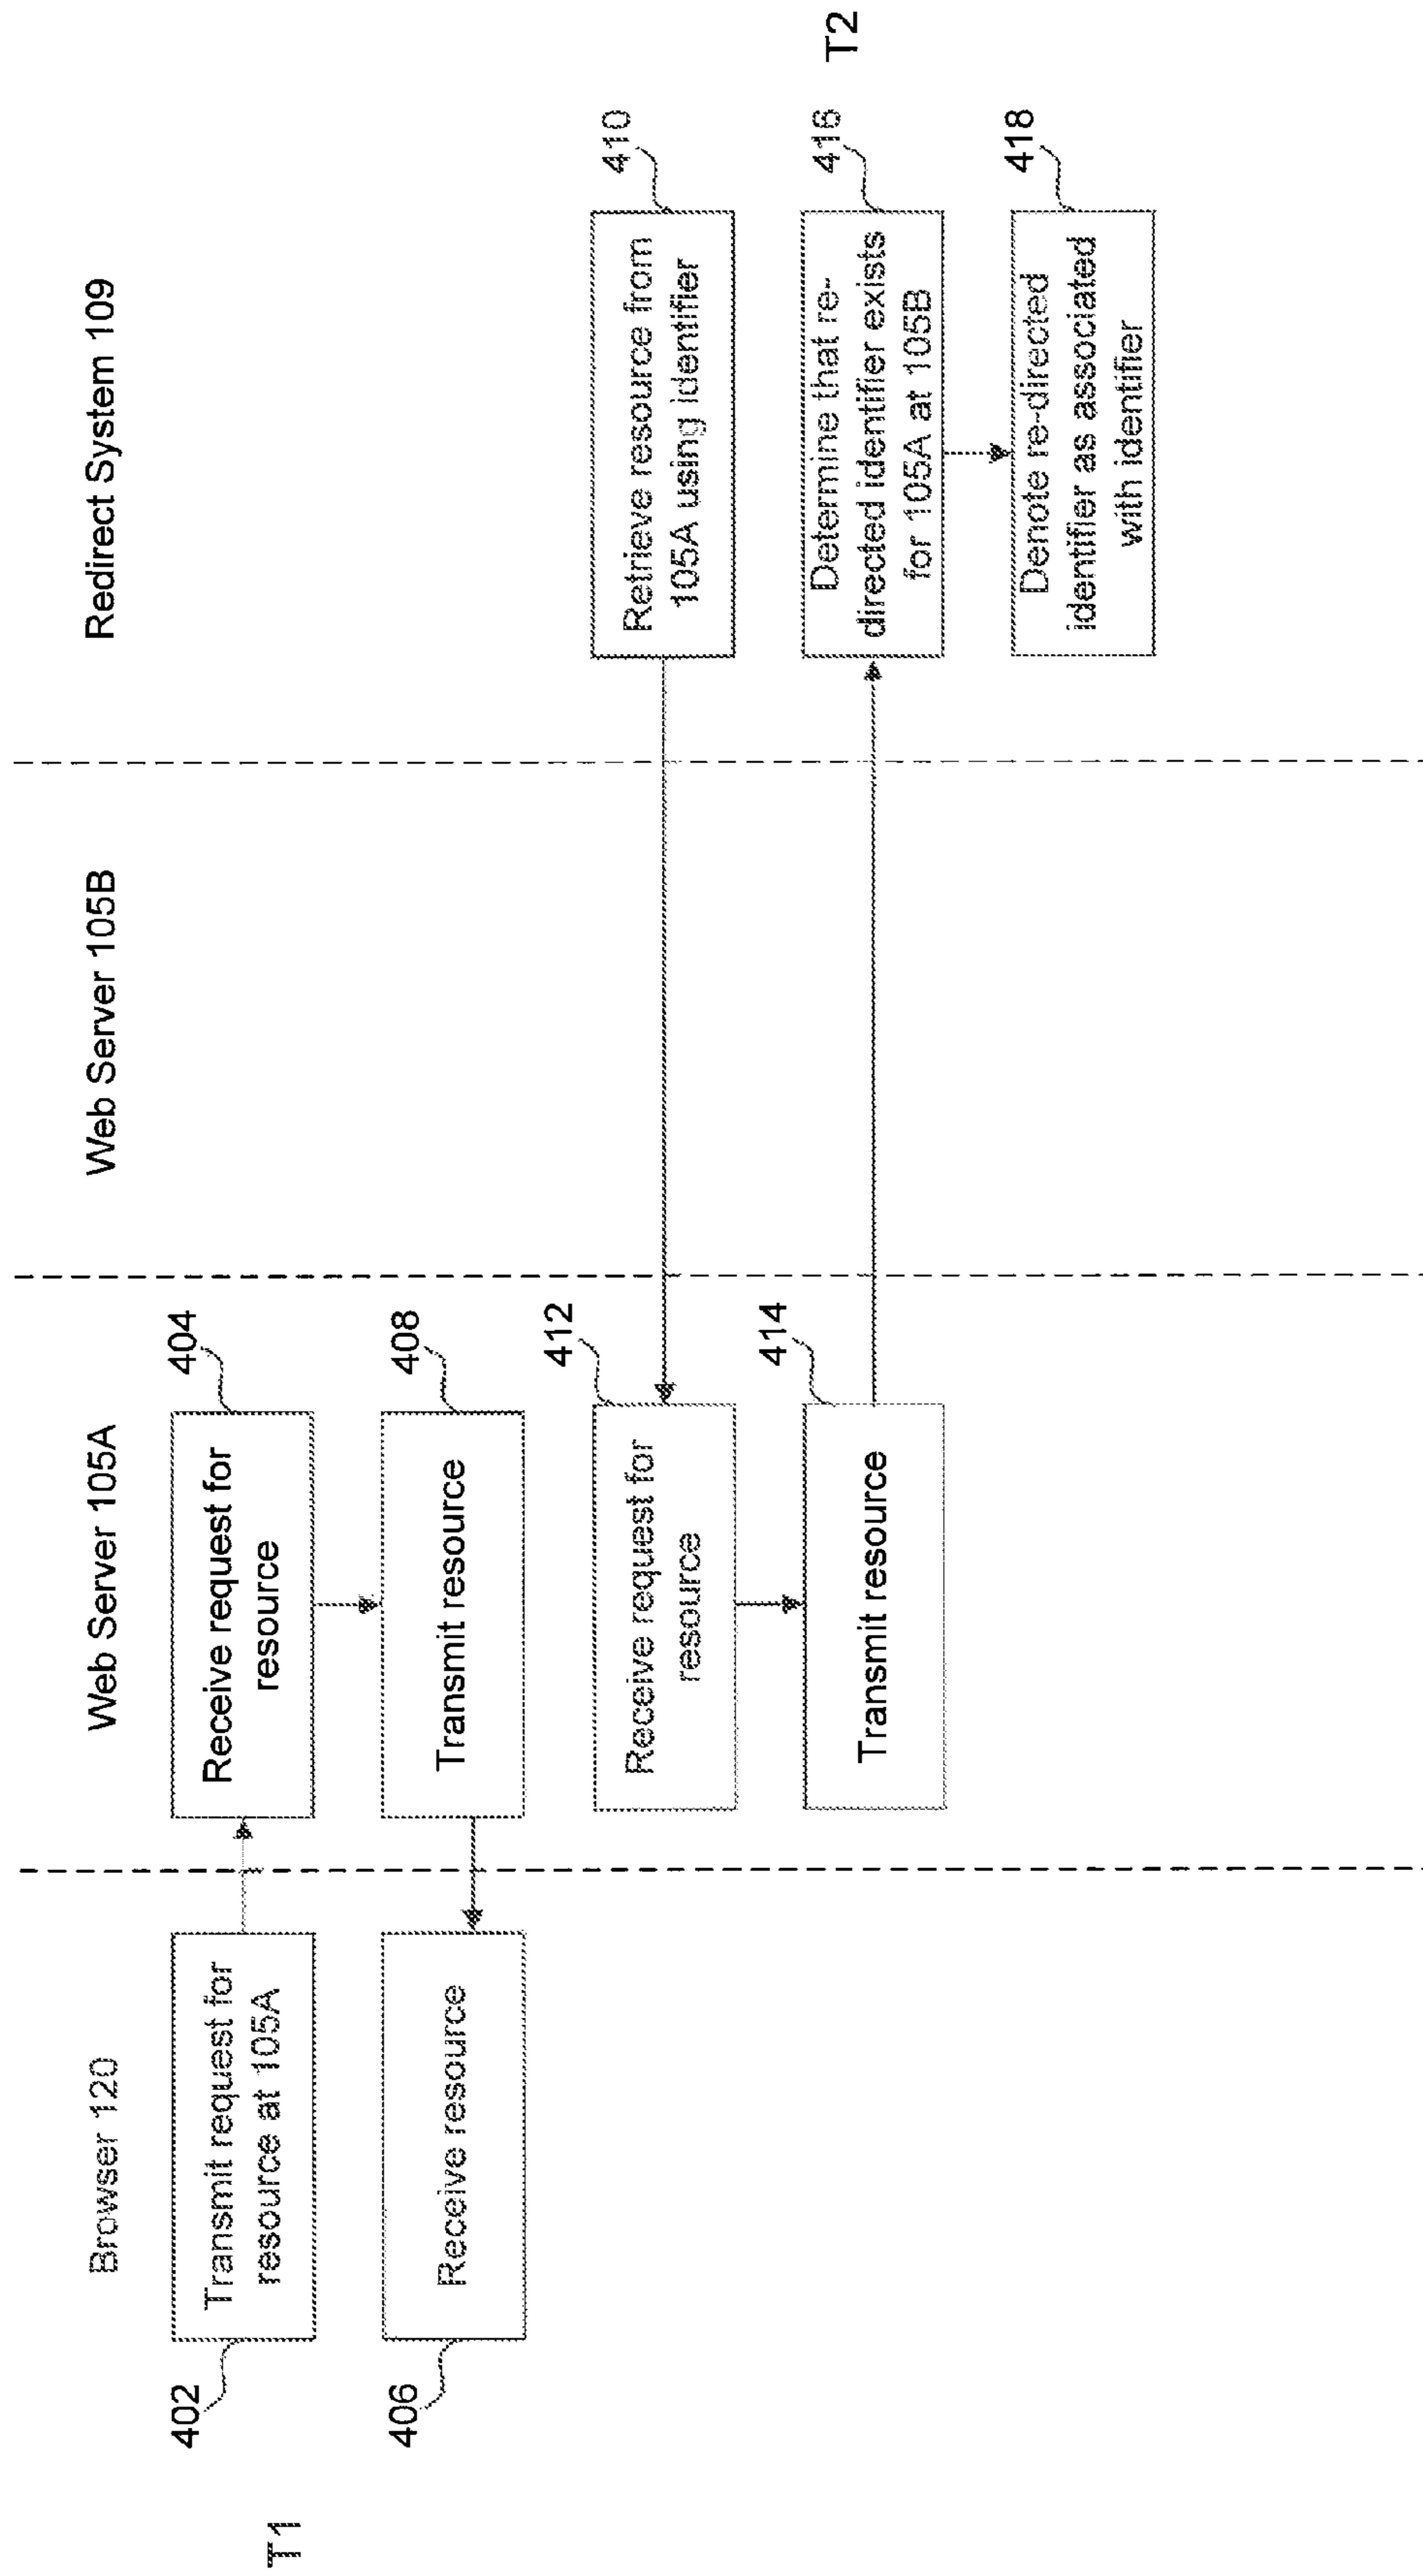 Browser 120
Web Server 105A
Web Server 105B
Redirect System 109
T1
402
Transmit request for
resource at 105A
404
Receive request for
resource
406
Receive resource
408
Transmit resource
410
Retrieve resource from
105A using identifier
412
Receive request for
resource
414
Transmit resource
416
Determine that re-
directed identifier exists
for 105A at 105B
T2
418
Denote re-directed
identifier as associated
with identifier